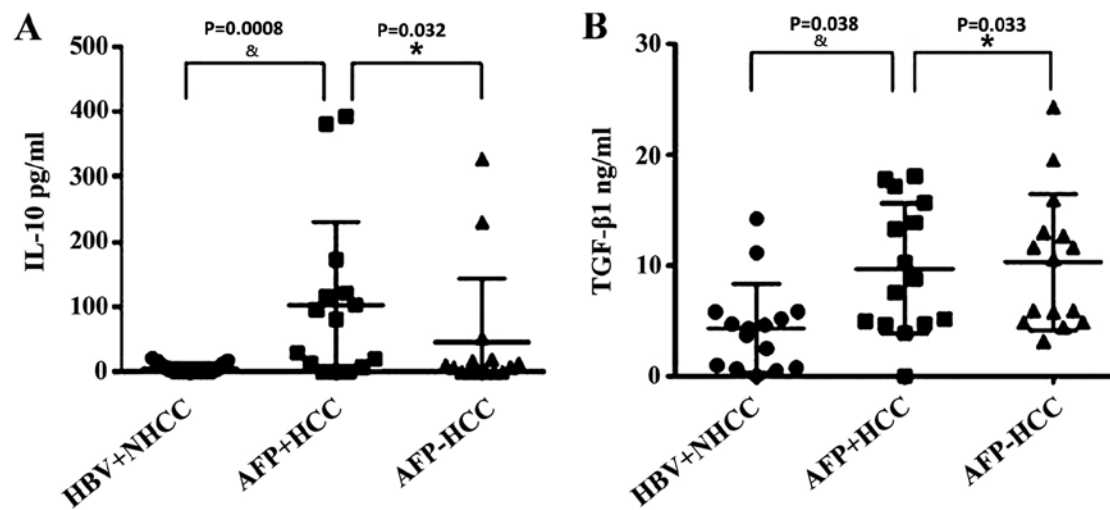 A
P=0.0008
&
P=0.032
*
IL-10 pg/ml
500
400
300
200
100
0
HBV+NHCC
AFP+HCC
AFP-HCC
B
P=0.038
&
P=0.033
*
TGF-β1 ng/ml
30
20
10
0
HBV+NHCC
AFP+HCC
AFP-HCC